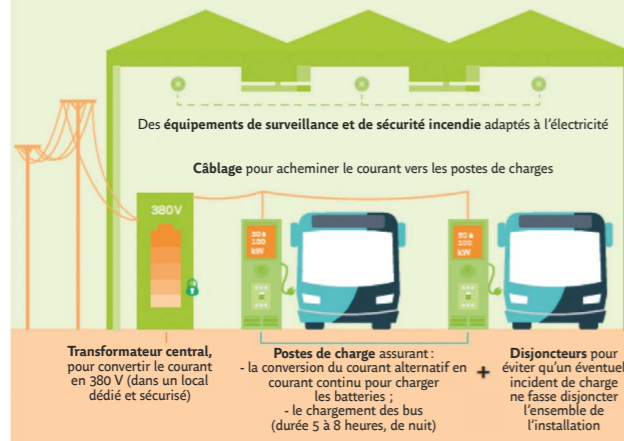 Des équipements de surveillance et de sécurité incendie adaptés à l'électricité
Câblage pour acheminer le courant vers les postes de charges
380 V
50 à
100
kW
50 à
100
kW
Transformateur central,
pour convertir le courant
en 380 V (dans un local
dédié et sécurisé)
Postes de charge assurant :
- la conversion du courant alternatif en
courant continu pour charger
les batteries ;
- le chargement des bus
(durée 5 à 8 heures, de nuit)
+
Disjoncteurs pour
éviter qu'un éventuel
incident de charge
ne fasse disjoncter
l'ensemble de
l'installation